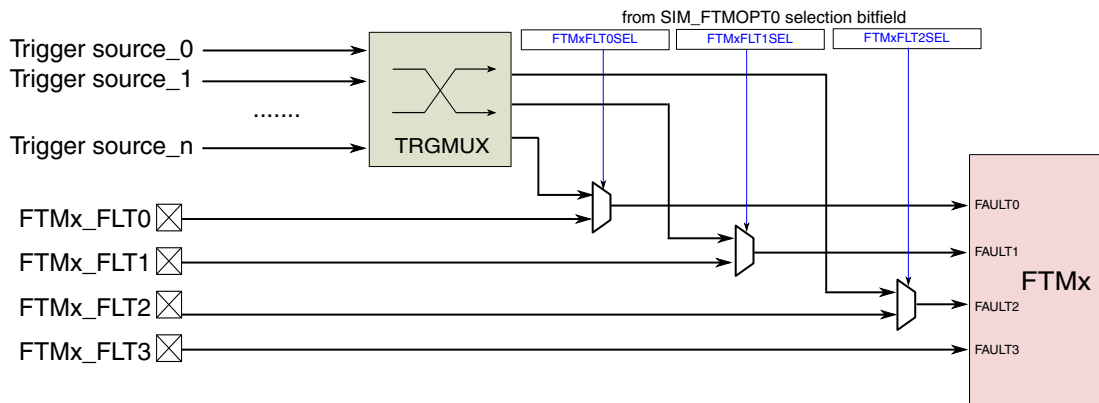 from SIM_FTMOPT0 selection bitfield
FTMxFLT0SEL
FTMxFLT1SEL
FTMxFLT2SEL
Trigger source_0
Trigger source_1
.......
Trigger source_n
TRGMUX
FTMx_FLT0
FTMx_FLT1
FTMx_FLT2
FTMx_FLT3
FAULT0
FAULT1
FTMx
FAULT2
FAULT3